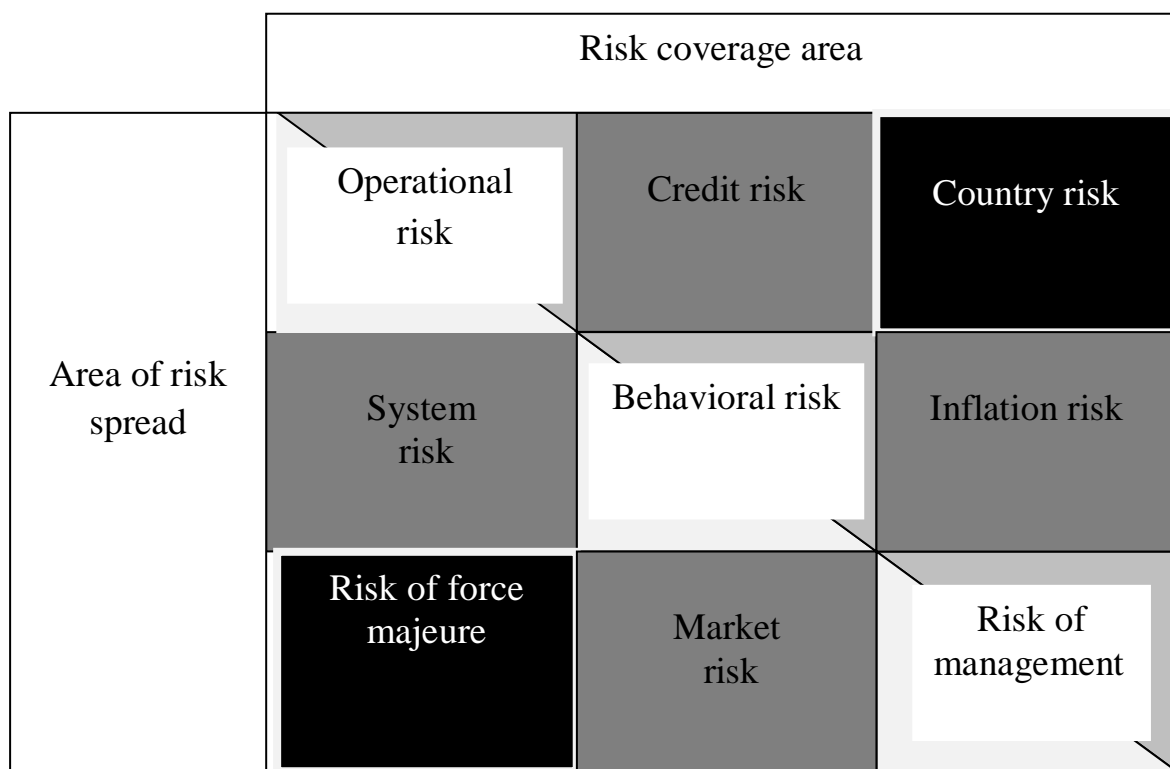 Risk coverage area
Operational
risk
Credit risk
Country risk
Area of risk
spread
System
risk
Behavioral risk
Inflation risk
Risk of force
majeure
Market
risk
Risk of
management